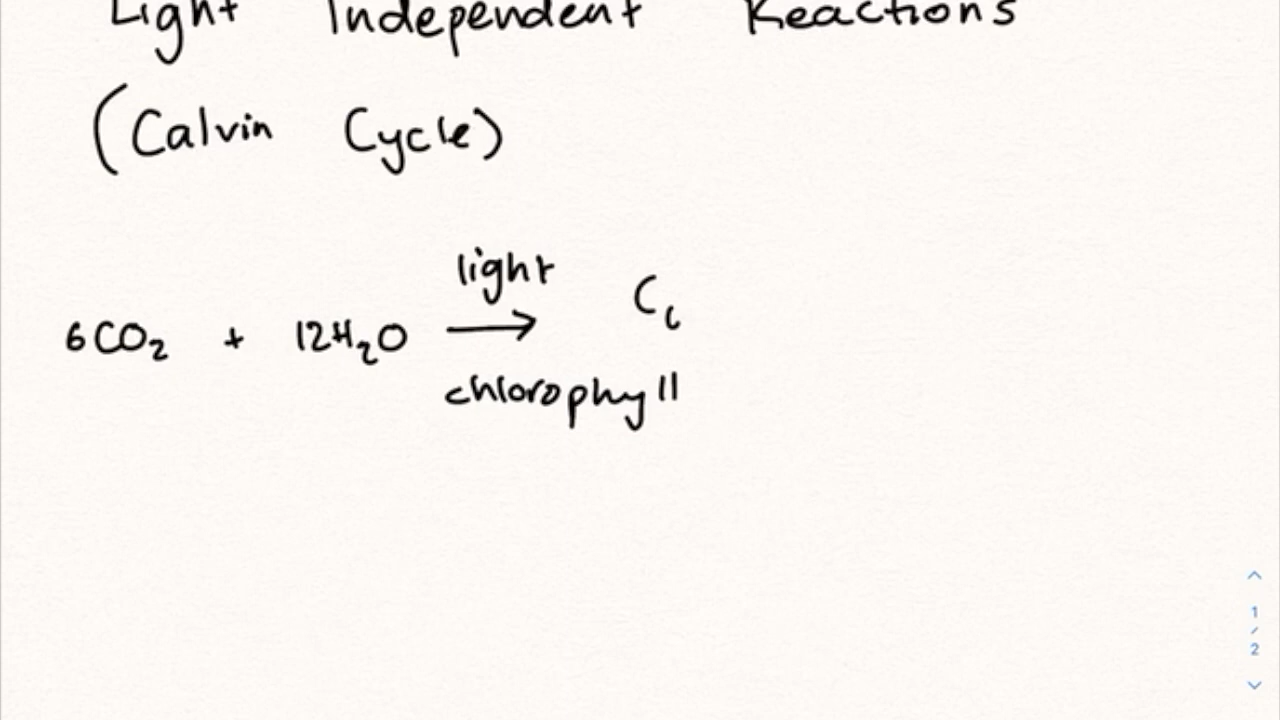 Light Independent Reactions
(Calvin Cycle)
light
6CO₂ + 12H₂O → C₆
chlorophyll
1
/
2